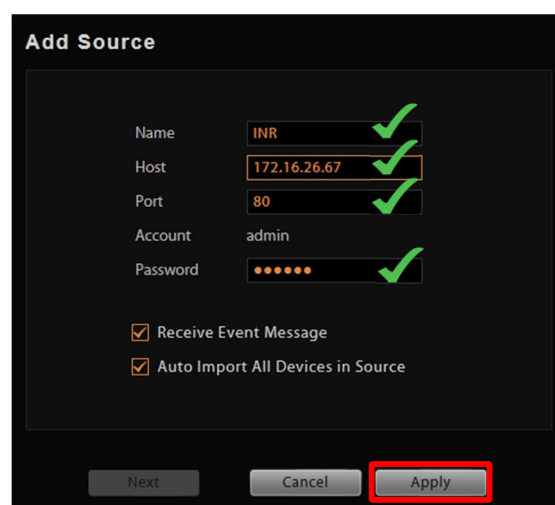 Add Source
Name INR
Host 172.16.26.67
Port 80
Account admin
Password ●●●●●●
Receive Event Message
Auto Import All Devices in Source
Next Cancel Apply